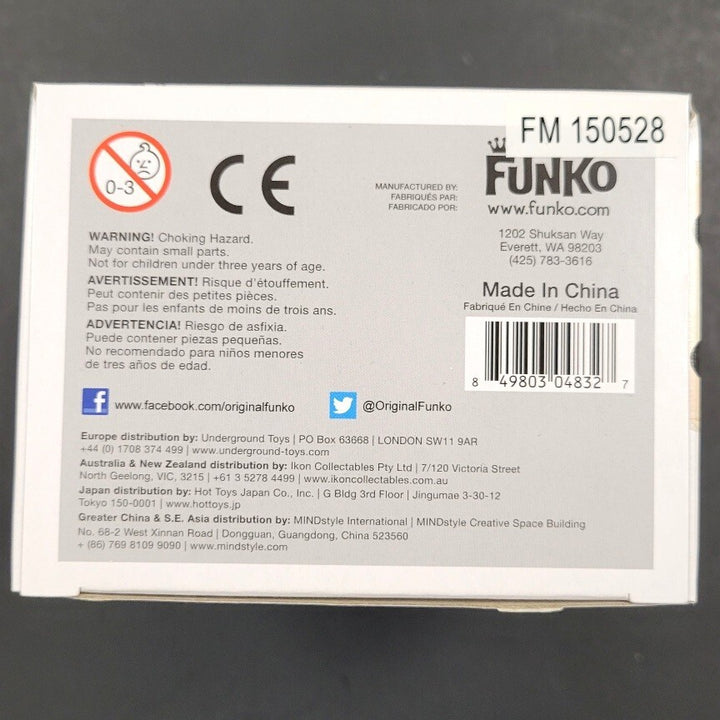 FM 150528
0-3
CE
MANUFACTURED BY:
FABRIQUÉS PAR:
FABRICADO POR:
FUNKO
www.funko.com
1202 Shuksan Way
Everett, WA 98203
(425) 783-3616
Made In China
Fabriqué En Chine / Hecho En China
8 49803 04832 7
WARNING! Choking Hazard.
May contain small parts.
Not for children under three years of age.
AVERTISSEMENT! Risque d'étouffement.
Peut contenir des petites pièces.
Pas pour les enfants de moins de trois ans.
ADVERTENCIA! Riesgo de asfixia.
Puede contener piezas pequeñas.
No recomendado para niños menores
de tres años de edad.
f www.facebook.com/originalfunko
@OriginalFunko
Europe distribution by: Underground Toys | PO Box 63668 | LONDON SW11 9AR
+44 (0) 1708 374 499 | www.underground-toys.com
Australia & New Zealand distribution by: Ikon Collectables Pty Ltd | 7/120 Victoria Street
North Geelong, VIC, 3215 | +61 3 5278 4499 | www.ikoncollectables.com.au
Japan distribution by: Hot Toys Japan Co., Inc. | G Bldg 3rd Floor | Jingumae 3-30-12
Tokyo 150-0001 | www.hottoys.jp
Greater China & S.E. Asia distribution by: MINDstyle International | MINDstyle Creative Space Building
No. 68-2 West Xinnan Road | Dongguan, Guangdong, China 523560
+ (86) 769 8109 9090 | www.mindstyle.com